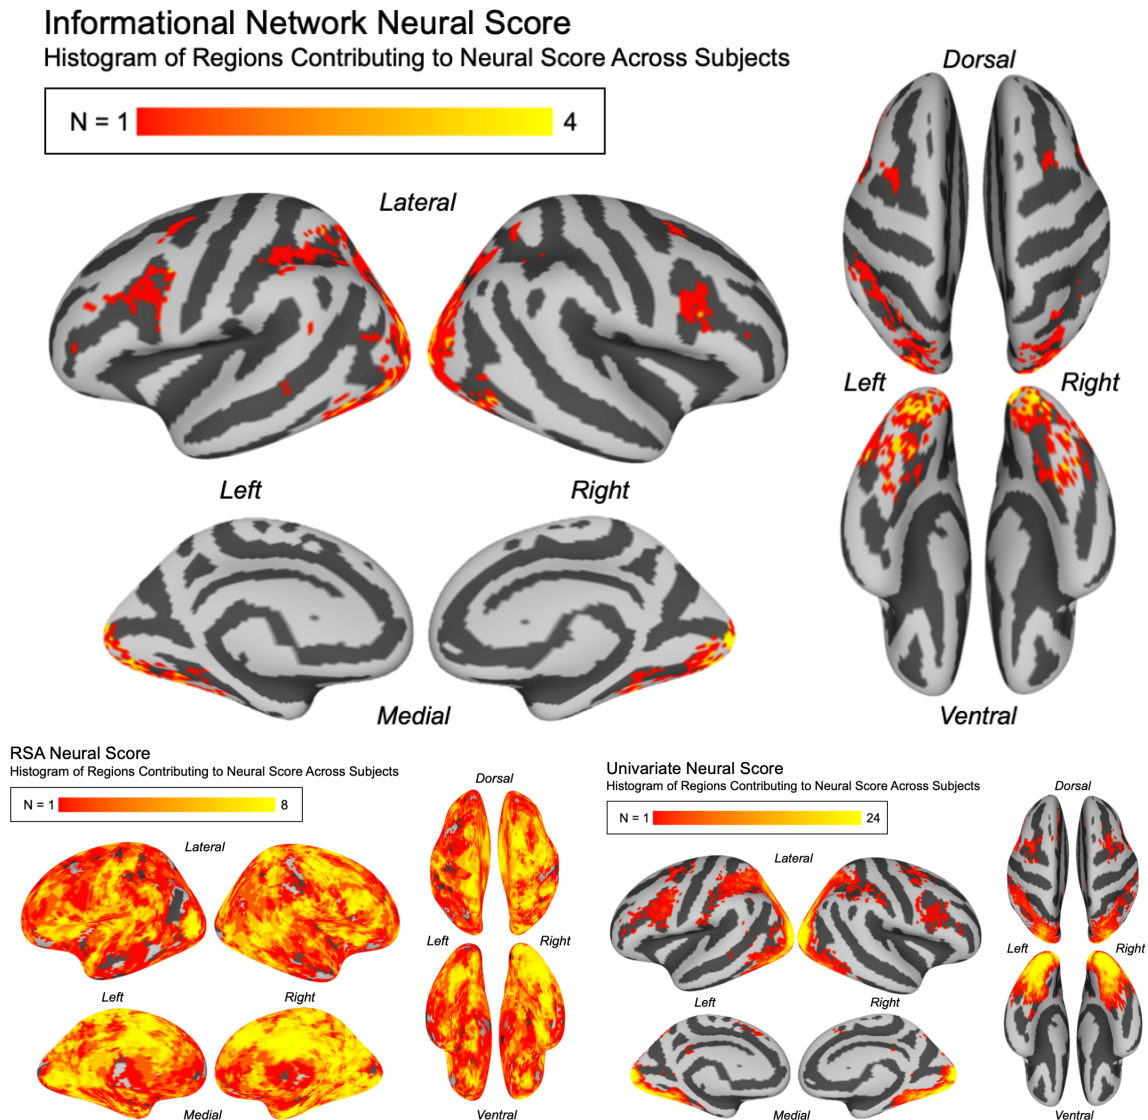 Informational Network Neural Score
Histogram of Regions Contributing to Neural Score Across Subjects
N = 1
4
Dorsal
Lateral
Left
Right
Left
Right
Medial
Ventral
RSA Neural Score
Histogram of Regions Contributing to Neural Score Across Subjects
N = 1
8
Dorsal
Lateral
Left
Right
Left
Right
Medial
Ventral
Univariate Neural Score
Histogram of Regions Contributing to Neural Score Across Subjects
N = 1
24
Dorsal
Lateral
Left
Right
Left
Right
Medial
Ventral